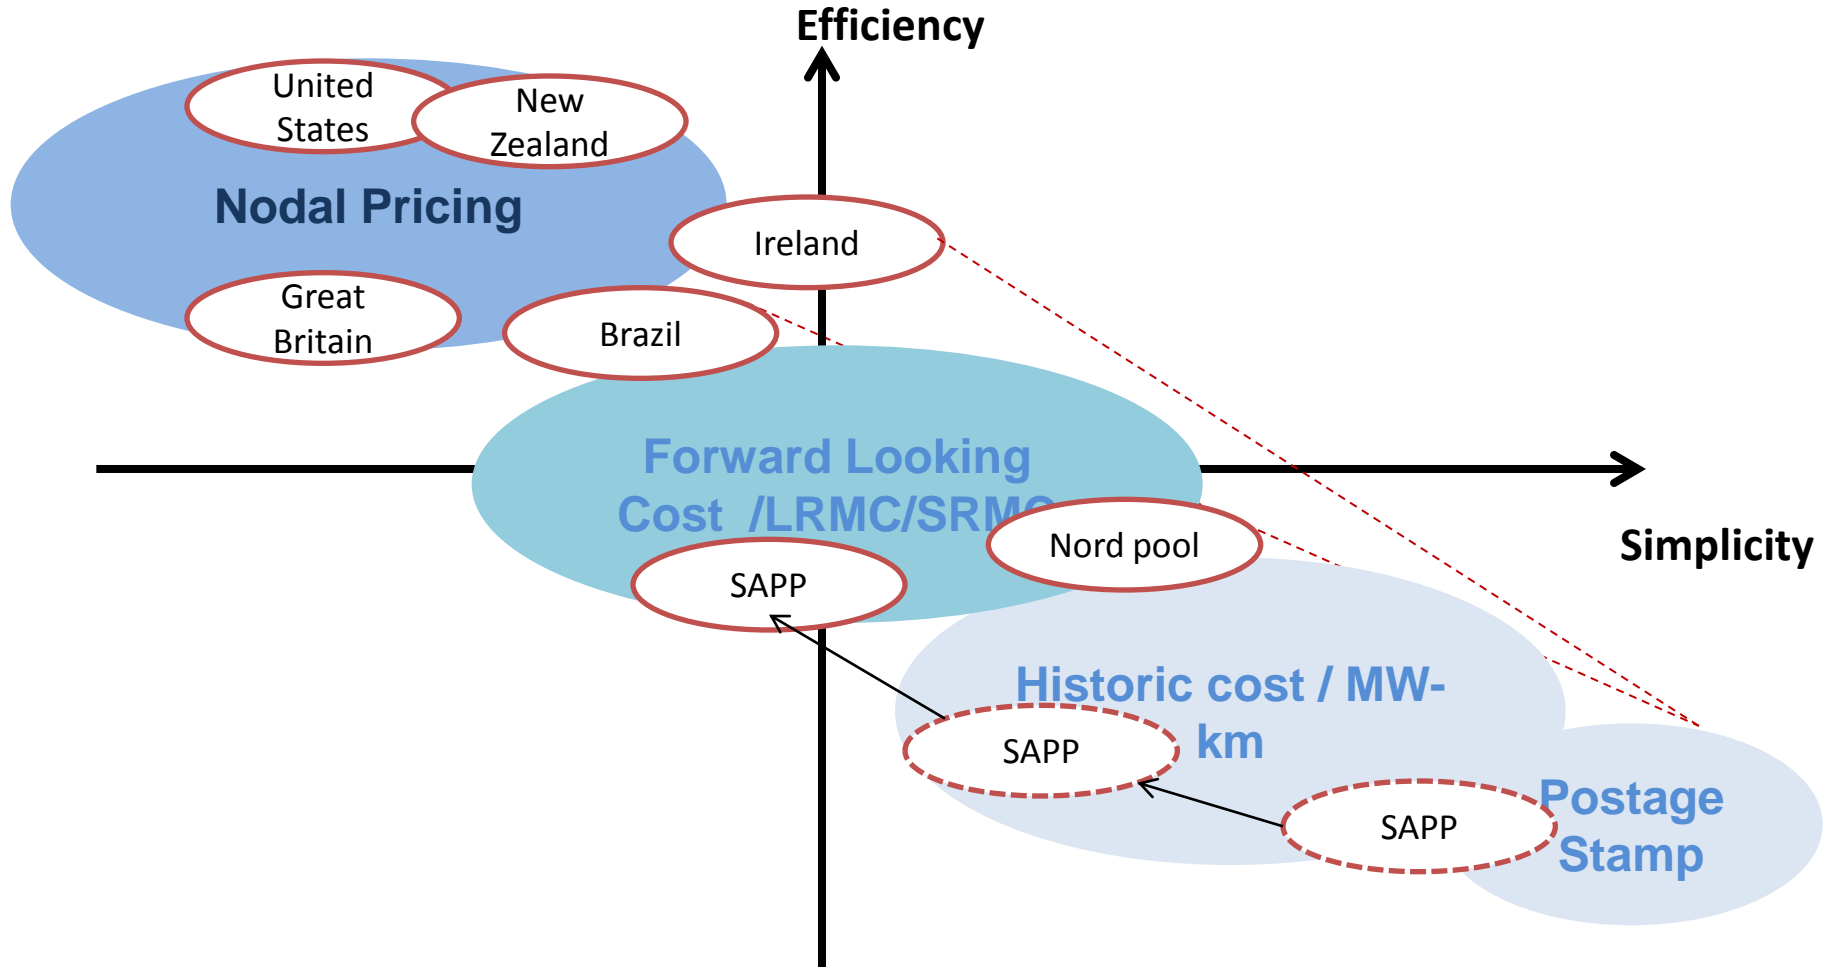 Efficiency
United
States
New
Zealand
Nodal Pricing
Ireland
Great
Britain
Brazil
Forward Looking
Cost /LRMC/SRMC
Nord pool
Simplicity
SAPP
Historic cost / MW-
km
SAPP
SAPP
Postage
Stamp